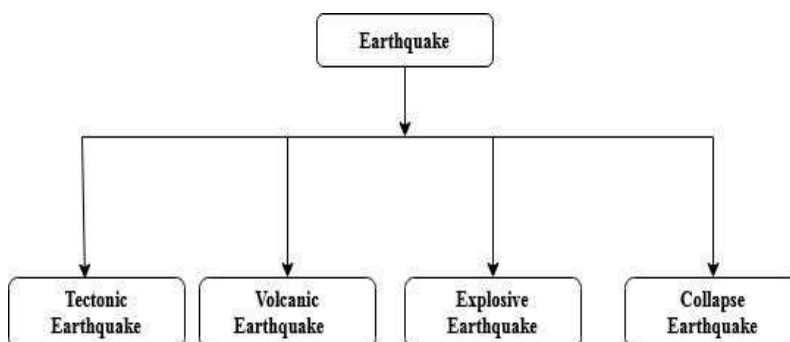 Earthquake
Tectonic
Earthquake
Volcanic
Earthquake
Explosive
Earthquake
Collapse
Earthquake